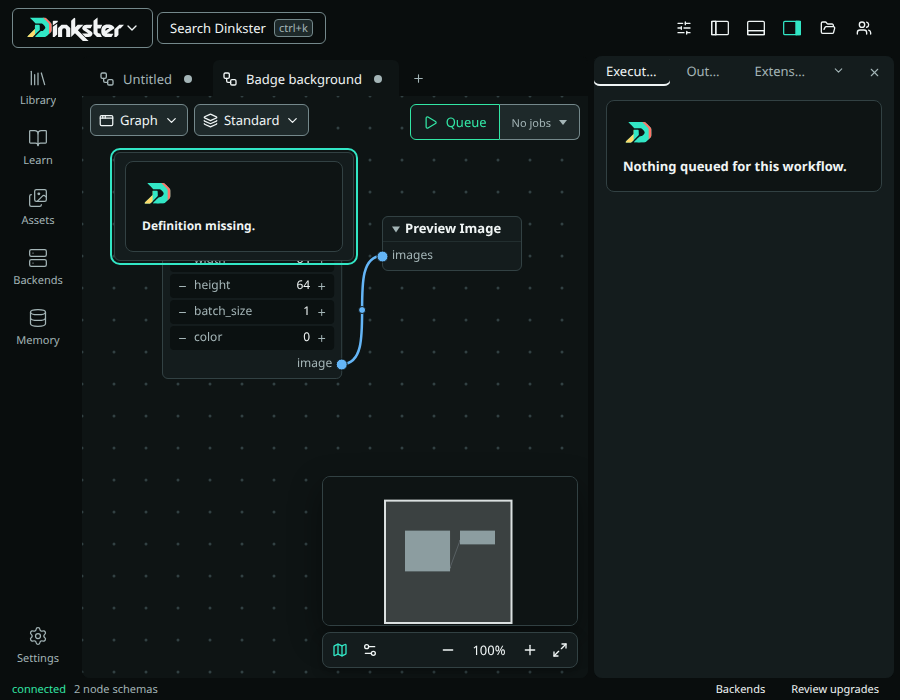 Dinkster
Search Dinkster ctrl+k
Library
Learn
Assets
Backends
Memory
Settings
Untitled
Badge background
Graph
Standard
Queue
No jobs
Definition missing.
height 64
batch_size 1
color 0
image
Preview Image
images
100%
Execut...
Out...
Extens...
Nothing queued for this workflow.
connected 2 node schemas
Backends
Review upgrades